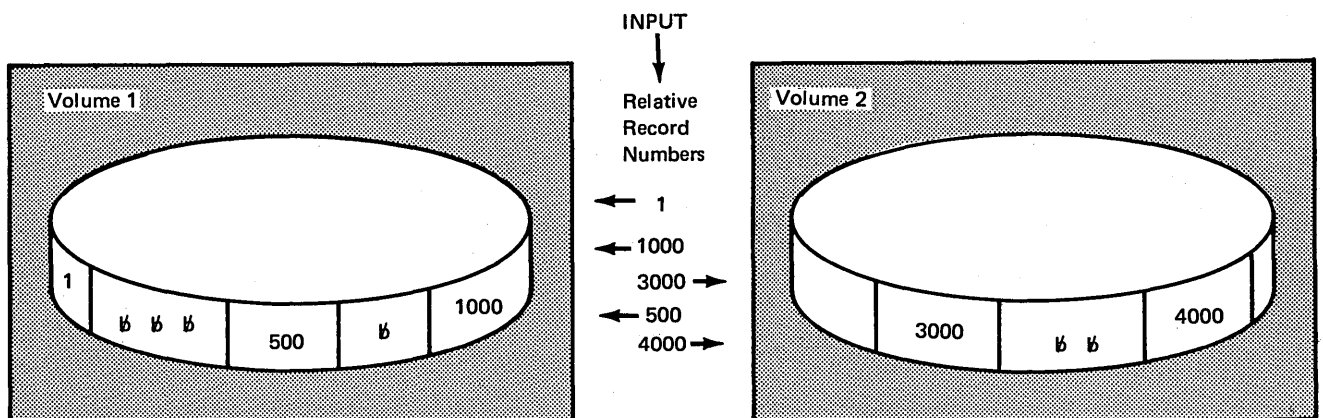 INPUT
Volume 1
Relative
Record
Numbers
Volume 2
← 1
← 1000
3000 →
← 500
4000 →
1
ƀ ƀ ƀ
500
ƀ
1000
3000
ƀ ƀ
4000